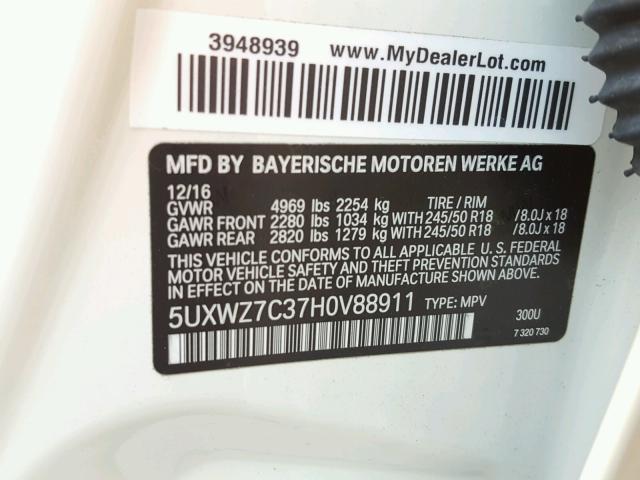 3948939 www.MyDealerLot.com
MFD BY BAYERISCHE MOTOREN WERKE AG
12/16
GVWR 4969 lbs 2254 kg TIRE / RIM
GAWR FRONT 2280 lbs 1034 kg WITH 245/50 R18 /8.0J x 18
GAWR REAR 2820 lbs 1279 kg WITH 245/50 R18 /8.0J x 18
THIS VEHICLE CONFORMS TO ALL APPLICABLE U. S. FEDERAL
MOTOR VEHICLE SAFETY AND THEFT PREVENTION STANDARDS
IN EFFECT ON THE DATE OF MANUFACTURE SHOWN ABOVE.
5UXWZ7C37H0V88911 TYPE: MPV
300U
7 320 730